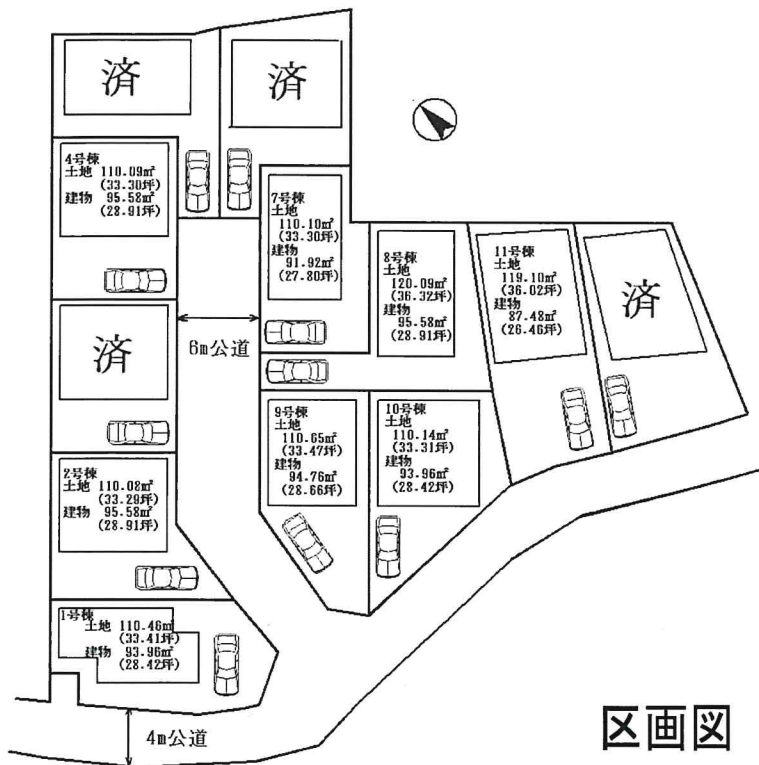 済
済
4号棟
土地 110.09㎡
(33.30坪)
建物 95.58㎡
(28.91坪)
7号棟
土地
110.10㎡
(33.30坪)
建物
91.92㎡
(27.80坪)
8号棟
土地
120.09㎡
(36.32坪)
建物
95.58㎡
(28.91坪)
11号棟
土地
119.10㎡
(36.02坪)
建物
87.48㎡
(26.46坪)
済
済
6m公道
9号棟
土地
110.65㎡
(33.47坪)
建物
94.76㎡
(28.66坪)
10号棟
土地
110.14㎡
(33.31坪)
建物
93.96㎡
(28.42坪)
2号棟
土地 110.08㎡
(33.29坪)
建物 95.58㎡
(28.91坪)
1号棟
土地 110.46㎡
(33.41坪)
建物 93.96㎡
(28.42坪)
4m公道
区画図